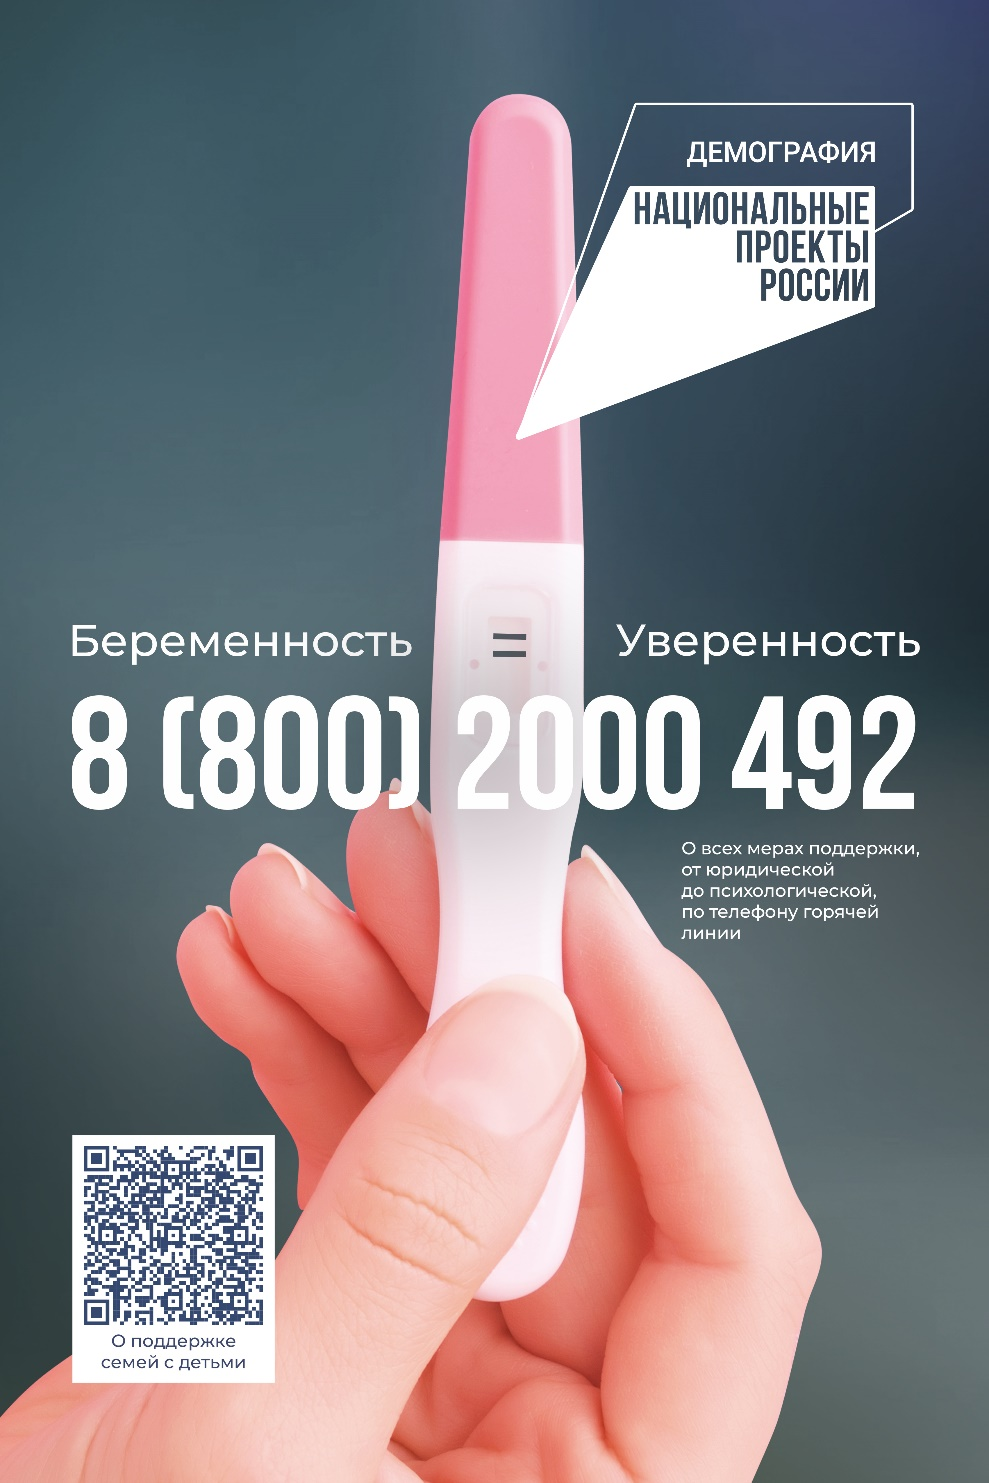 ДЕМОГРАФИЯ
НАЦИОНАЛЬНЫЕ
ПРОЕКТЫ
РОССИИ
Беременность = Уверенность
8 (800) 2000 492
О всех мерах поддержки,
от юридической
до психологической,
по телефону горячей
линии
О поддержке
семей с детьми